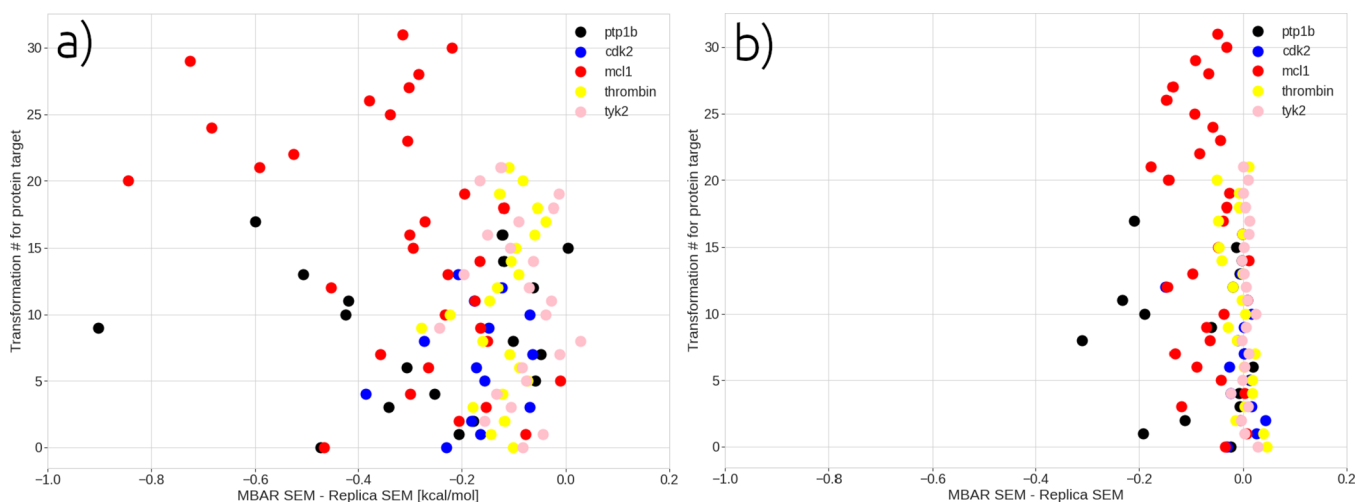 a)
ptp1b
cdk2
mcl1
thrombin
tyk2
30
25
20
15
10
5
0
Transformation # for protein target
−1.0 −0.8 −0.6 −0.4 −0.2 0.0 0.2
MBAR SEM - Replica SEM [kcal/mol]
b)
ptp1b
cdk2
mcl1
thrombin
tyk2
30
25
20
15
10
5
0
Transformation # for protein target
−1.0 −0.8 −0.6 −0.4 −0.2 0.0 0.2
MBAR SEM - Replica SEM